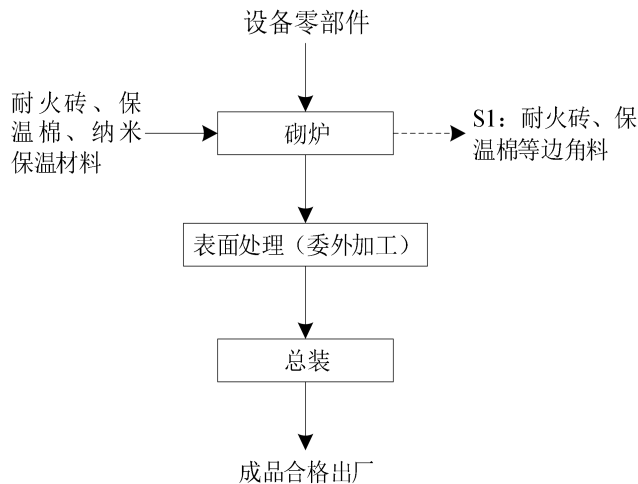 设备零部件
耐火砖、保
温棉、纳米
保温材料
砌炉
S1：耐火砖、保
温棉等边角料
表面处理（委外加工）
总装
成品合格出厂